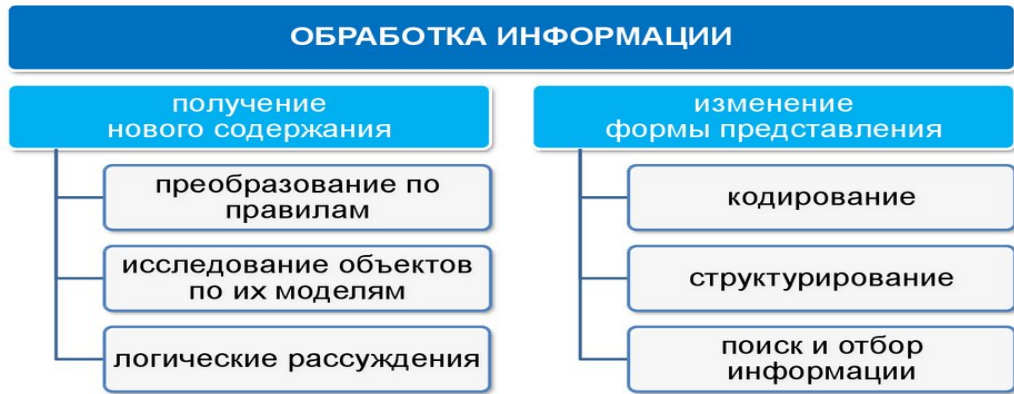 ОБРАБОТКА ИНФОРМАЦИИ
получение
нового содержания
преобразование по
правилам
исследование объектов
по их моделям
логические рассуждения
изменение
формы представления
кодирование
структурирование
поиск и отбор
информации